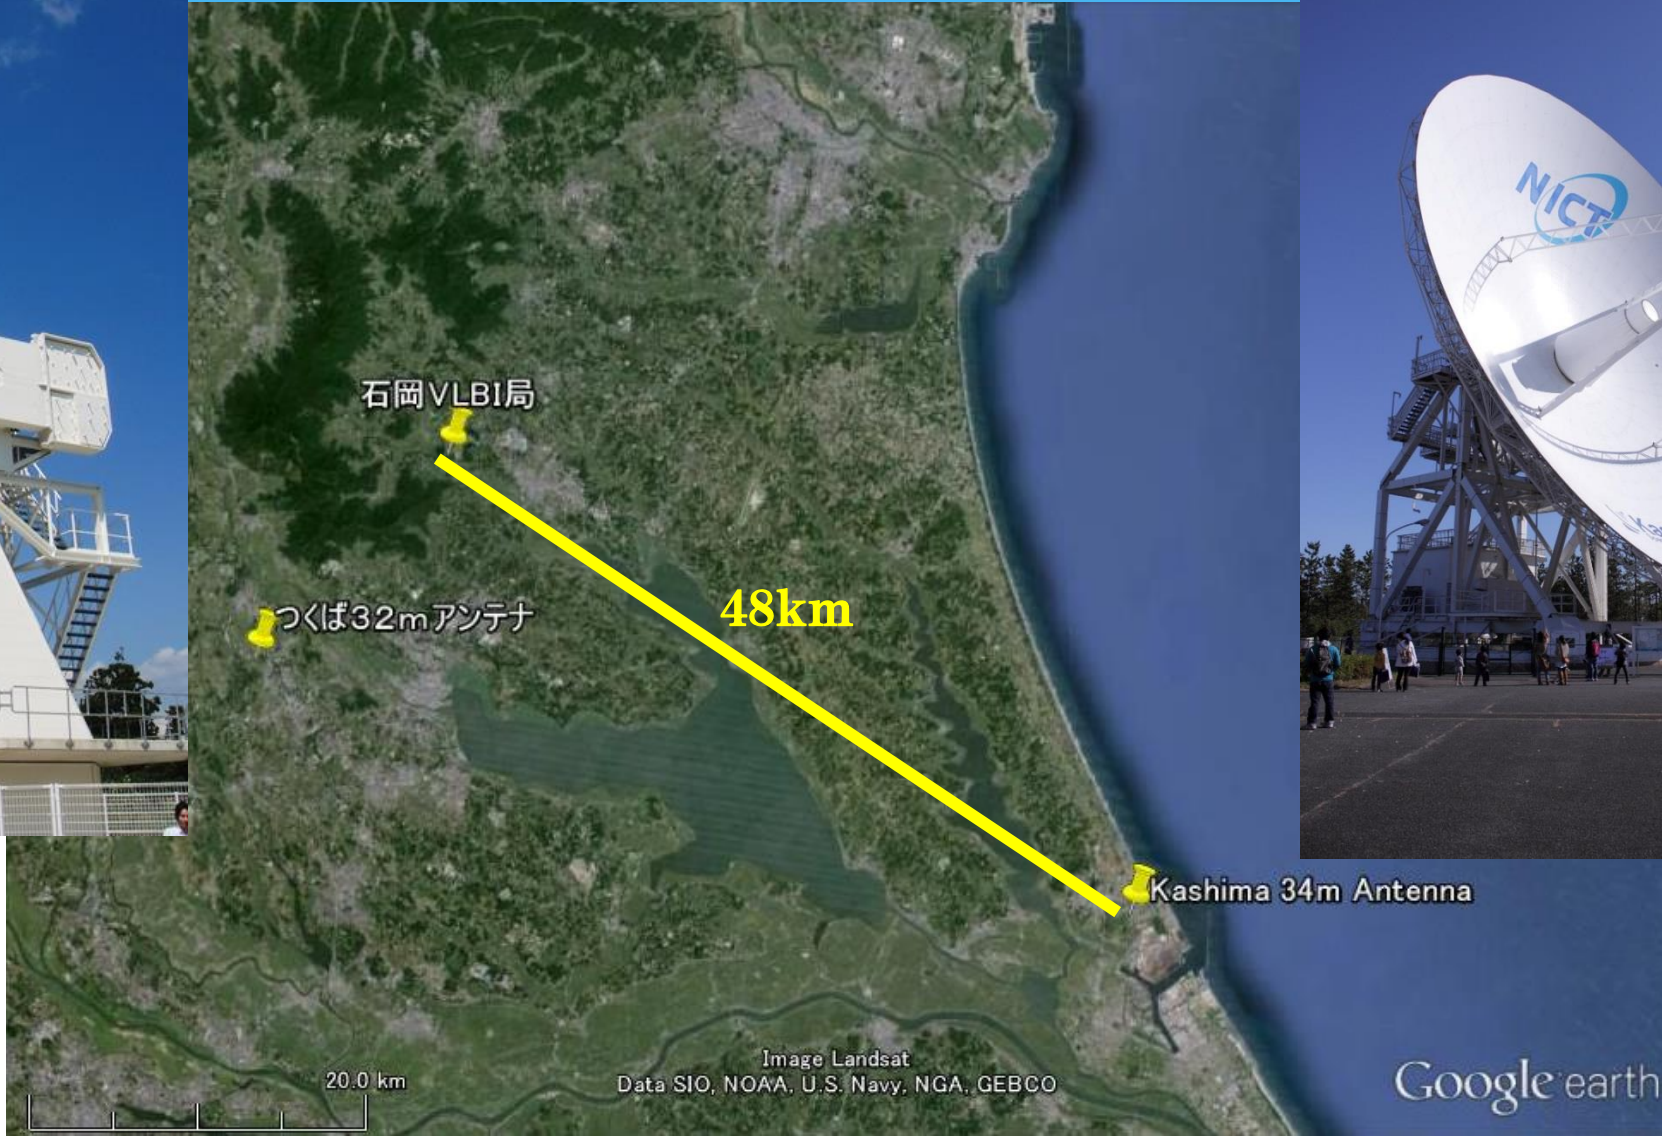 NICT
石岡VLBI局
つくば32mアンテナ
48km
Kashima 34m Antenna
20.0 km
Image Landsat
Data SIO, NOAA, U.S. Navy, NGA, GEBCO
Google earth